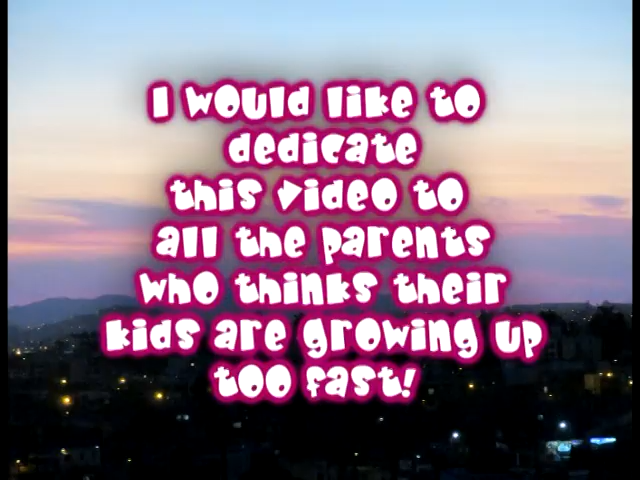 I would like to
dedicate
this video to
all the parents
who thinks their
kids are growing up
too fast!